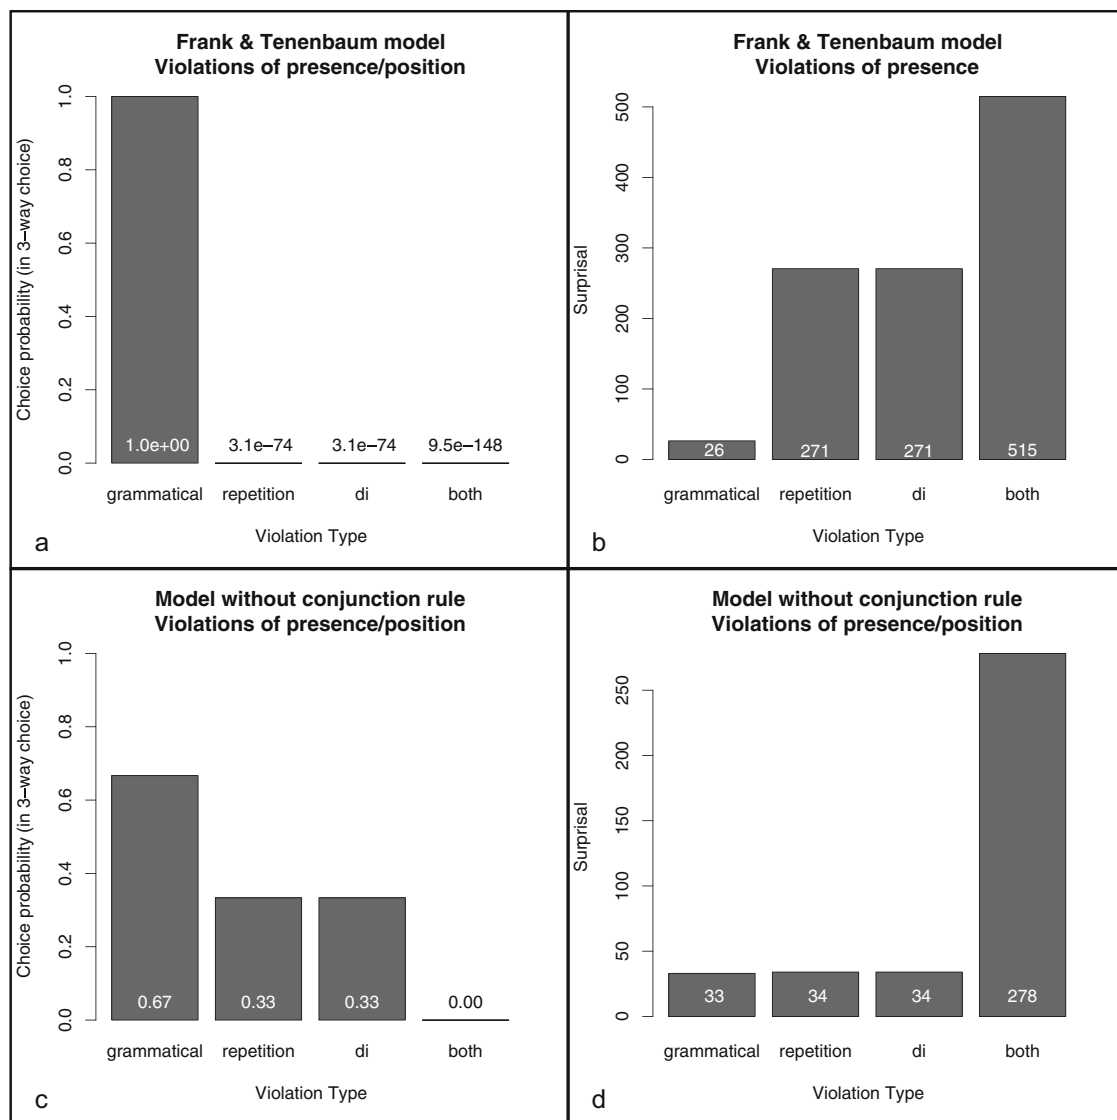 Frank & Tenenbaum model
Violations of presence/position
Choice probability (in 3−way choice)
1.0
0.8
0.6
0.4
0.2
0.0
1.0e+00
3.1e−74
3.1e−74
9.5e−148
grammatical
repetition
di
both
Violation Type
a
Frank & Tenenbaum model
Violations of presence
Surprisal
500
400
300
200
100
0
26
271
271
515
grammatical
repetition
di
both
Violation Type
b
Model without conjunction rule
Violations of presence/position
Choice probability (in 3−way choice)
1.0
0.8
0.6
0.4
0.2
0.0
0.67
0.33
0.33
0.00
grammatical
repetition
di
both
Violation Type
c
Model without conjunction rule
Violations of presence/position
Surprisal
250
200
150
100
50
0
33
34
34
278
grammatical
repetition
di
both
Violation Type
d